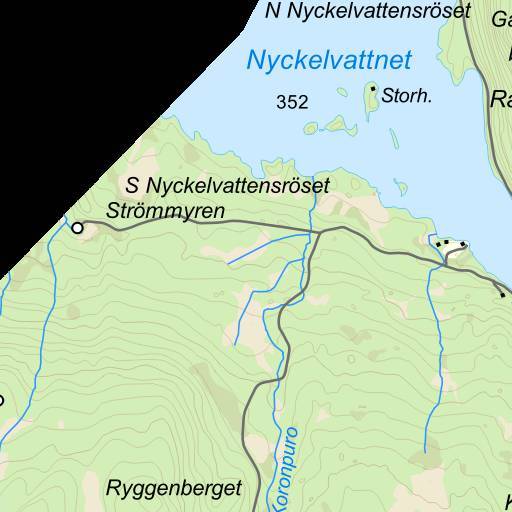 N Nyckelvattensröset
Nyckelvattnet
352
Storh.
S Nyckelvattensröset
Strömmyren
Koronpuro
Ryggenberget